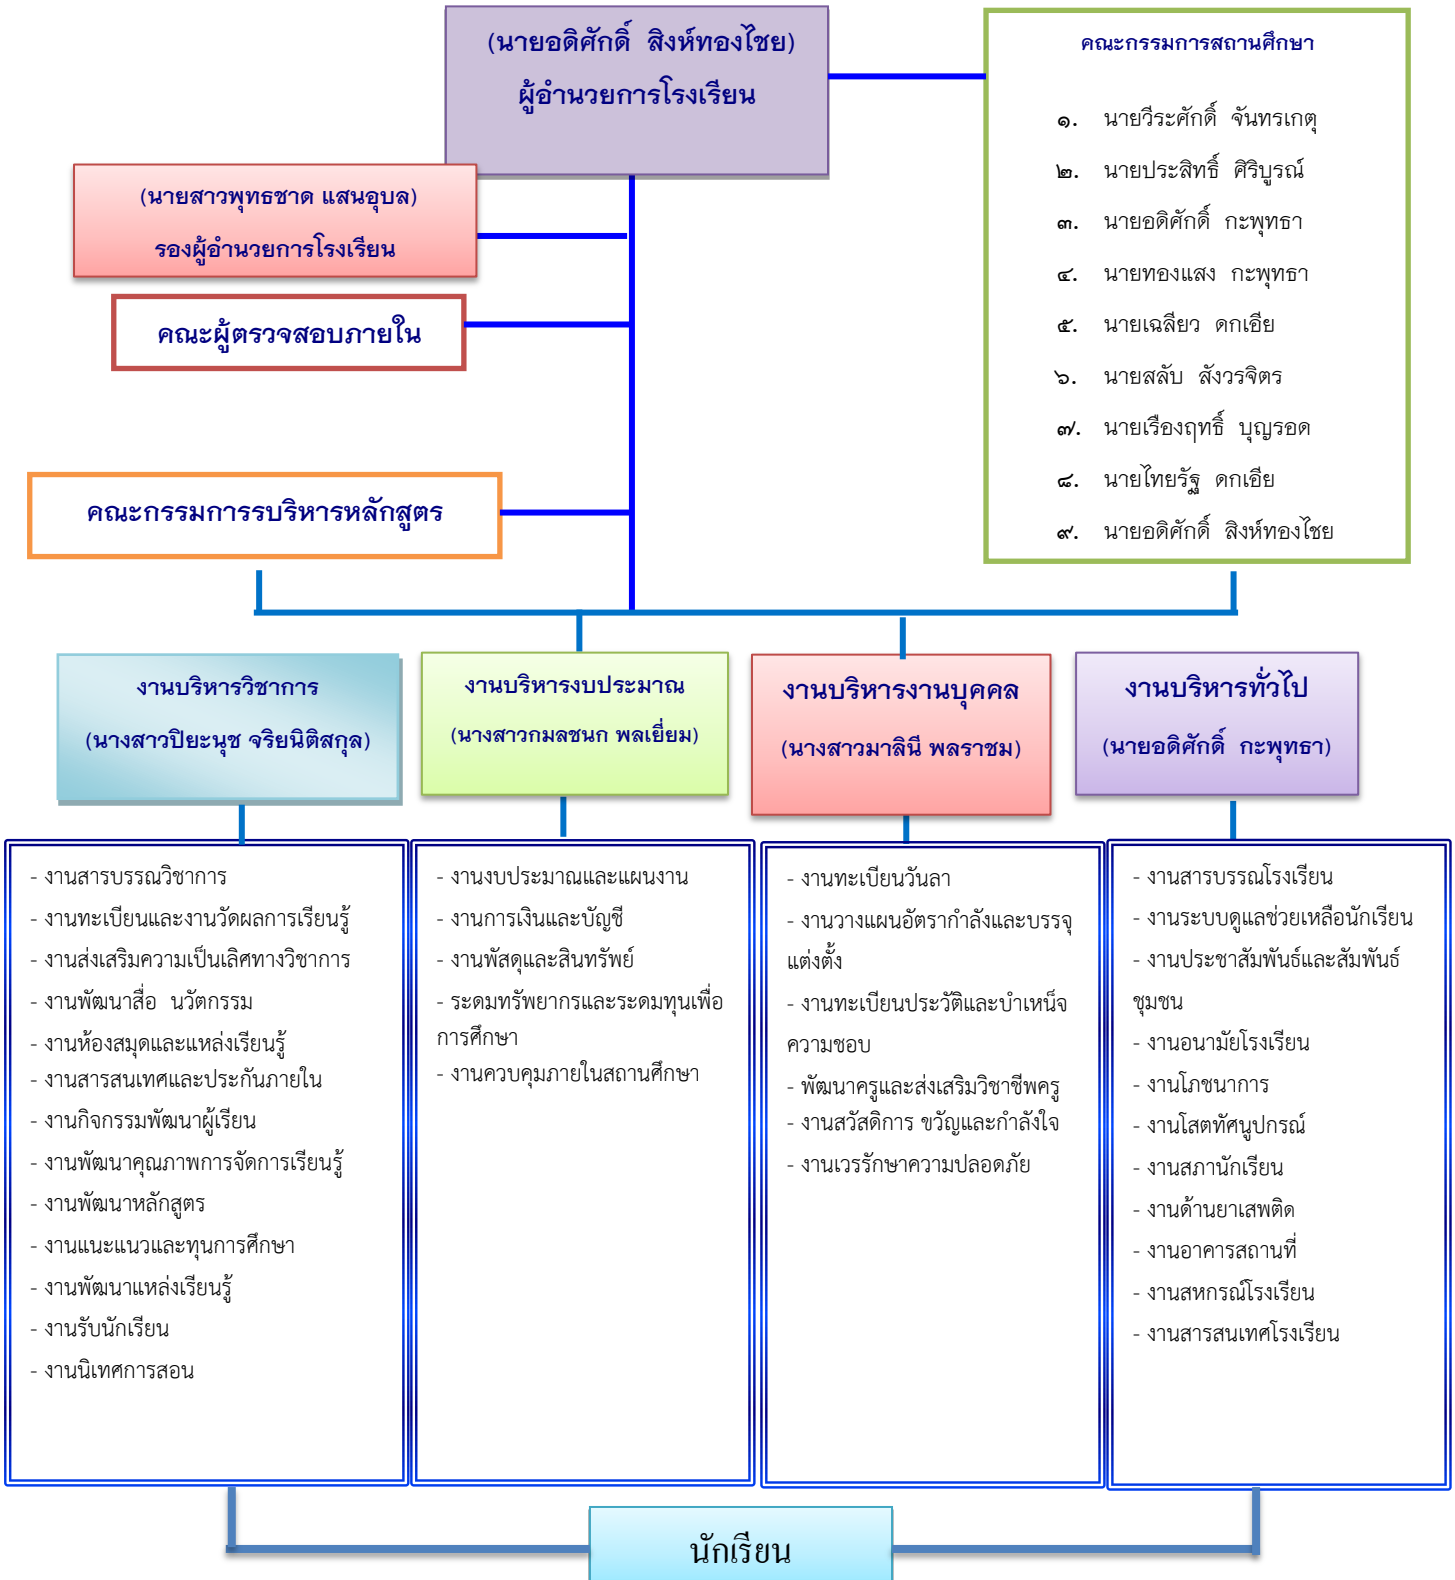 (นายอดิศักดิ์  สิงห์ทองไชย)
ผู้อำนวยการโรงเรียน
คณะกรรมการสถานศึกษา
๑. นายวีระศักดิ์  จันทรเกตุ
๒. นายประสิทธิ์  ศิริบูรณ์
๓. นายอดิศักดิ์  กะพุทธา
๔. นายทองแสง  กะพุทธา
๕. นายเฉลียว  ดกเอีย
๖. นายสลับ  สังวรจิตร
๗. นายเรืองฤทธิ์  บุญรอด
๘. นายไทยรัฐ  ดกเอีย
๙. นายอดิศักดิ์  สิงห์ทองไชย
(นายสาวพุทธชาด แสนอุบล)
รองผู้อำนวยการโรงเรียน
คณะผู้ตรวจสอบภายใน
คณะกรรมการรบริหารหลักสูตร
งานบริหารวิชาการ
(นางสาวปิยะนุช จริยนิติสกุล)
งานบริหารงบประมาณ
(นางสาวกมลชนก พลเยี่ยม)
งานบริหารงานบุคคล
(นางสาวมาลินี พลราชม)
งานบริหารทั่วไป
(นายอดิศักดิ์  กะพุทธา)
- งานสารบรรณวิชาการ
- งานทะเบียนและงานวัดผลการเรียนรู้
- งานส่งเสริมความเป็นเลิศทางวิชาการ
- งานพัฒนาสื่อ  นวัตกรรม
- งานห้องสมุดและแหล่งเรียนรู้
- งานสารสนเทศและประกันภายใน
- งานกิจกรรมพัฒนาผู้เรียน
- งานพัฒนาคุณภาพการจัดการเรียนรู้
- งานพัฒนาหลักสูตร
- งานแนะแนวและทุนการศึกษา
- งานพัฒนาแหล่งเรียนรู้
- งานรับนักเรียน
- งานนิเทศการสอน
- งานงบประมาณและแผนงาน
- งานการเงินและบัญชี
- งานพัสดุและสินทรัพย์
- ระดมทรัพยากรและระดมทุนเพื่อ
การศึกษา
- งานควบคุมภายในสถานศึกษา
- งานทะเบียนวันลา
- งานวางแผนอัตรากำลังและบรรจุ
แต่งตั้ง
- งานทะเบียนประวัติและบำเหน็จ
ความชอบ
- พัฒนาครูและส่งเสริมวิชาชีพครู
- งานสวัสดิการ ขวัญและกำลังใจ
- งานเวรรักษาความปลอดภัย
- งานสารบรรณโรงเรียน
- งานระบบดูแลช่วยเหลือนักเรียน
- งานประชาสัมพันธ์และสัมพันธ์
ชุมชน
- งานอนามัยโรงเรียน
- งานโภชนาการ
- งานโสตทัศนูปกรณ์
- งานสภานักเรียน
- งานด้านยาเสพติด
- งานอาคารสถานที่
- งานสหกรณ์โรงเรียน
- งานสารสนเทศโรงเรียน
นักเรียน